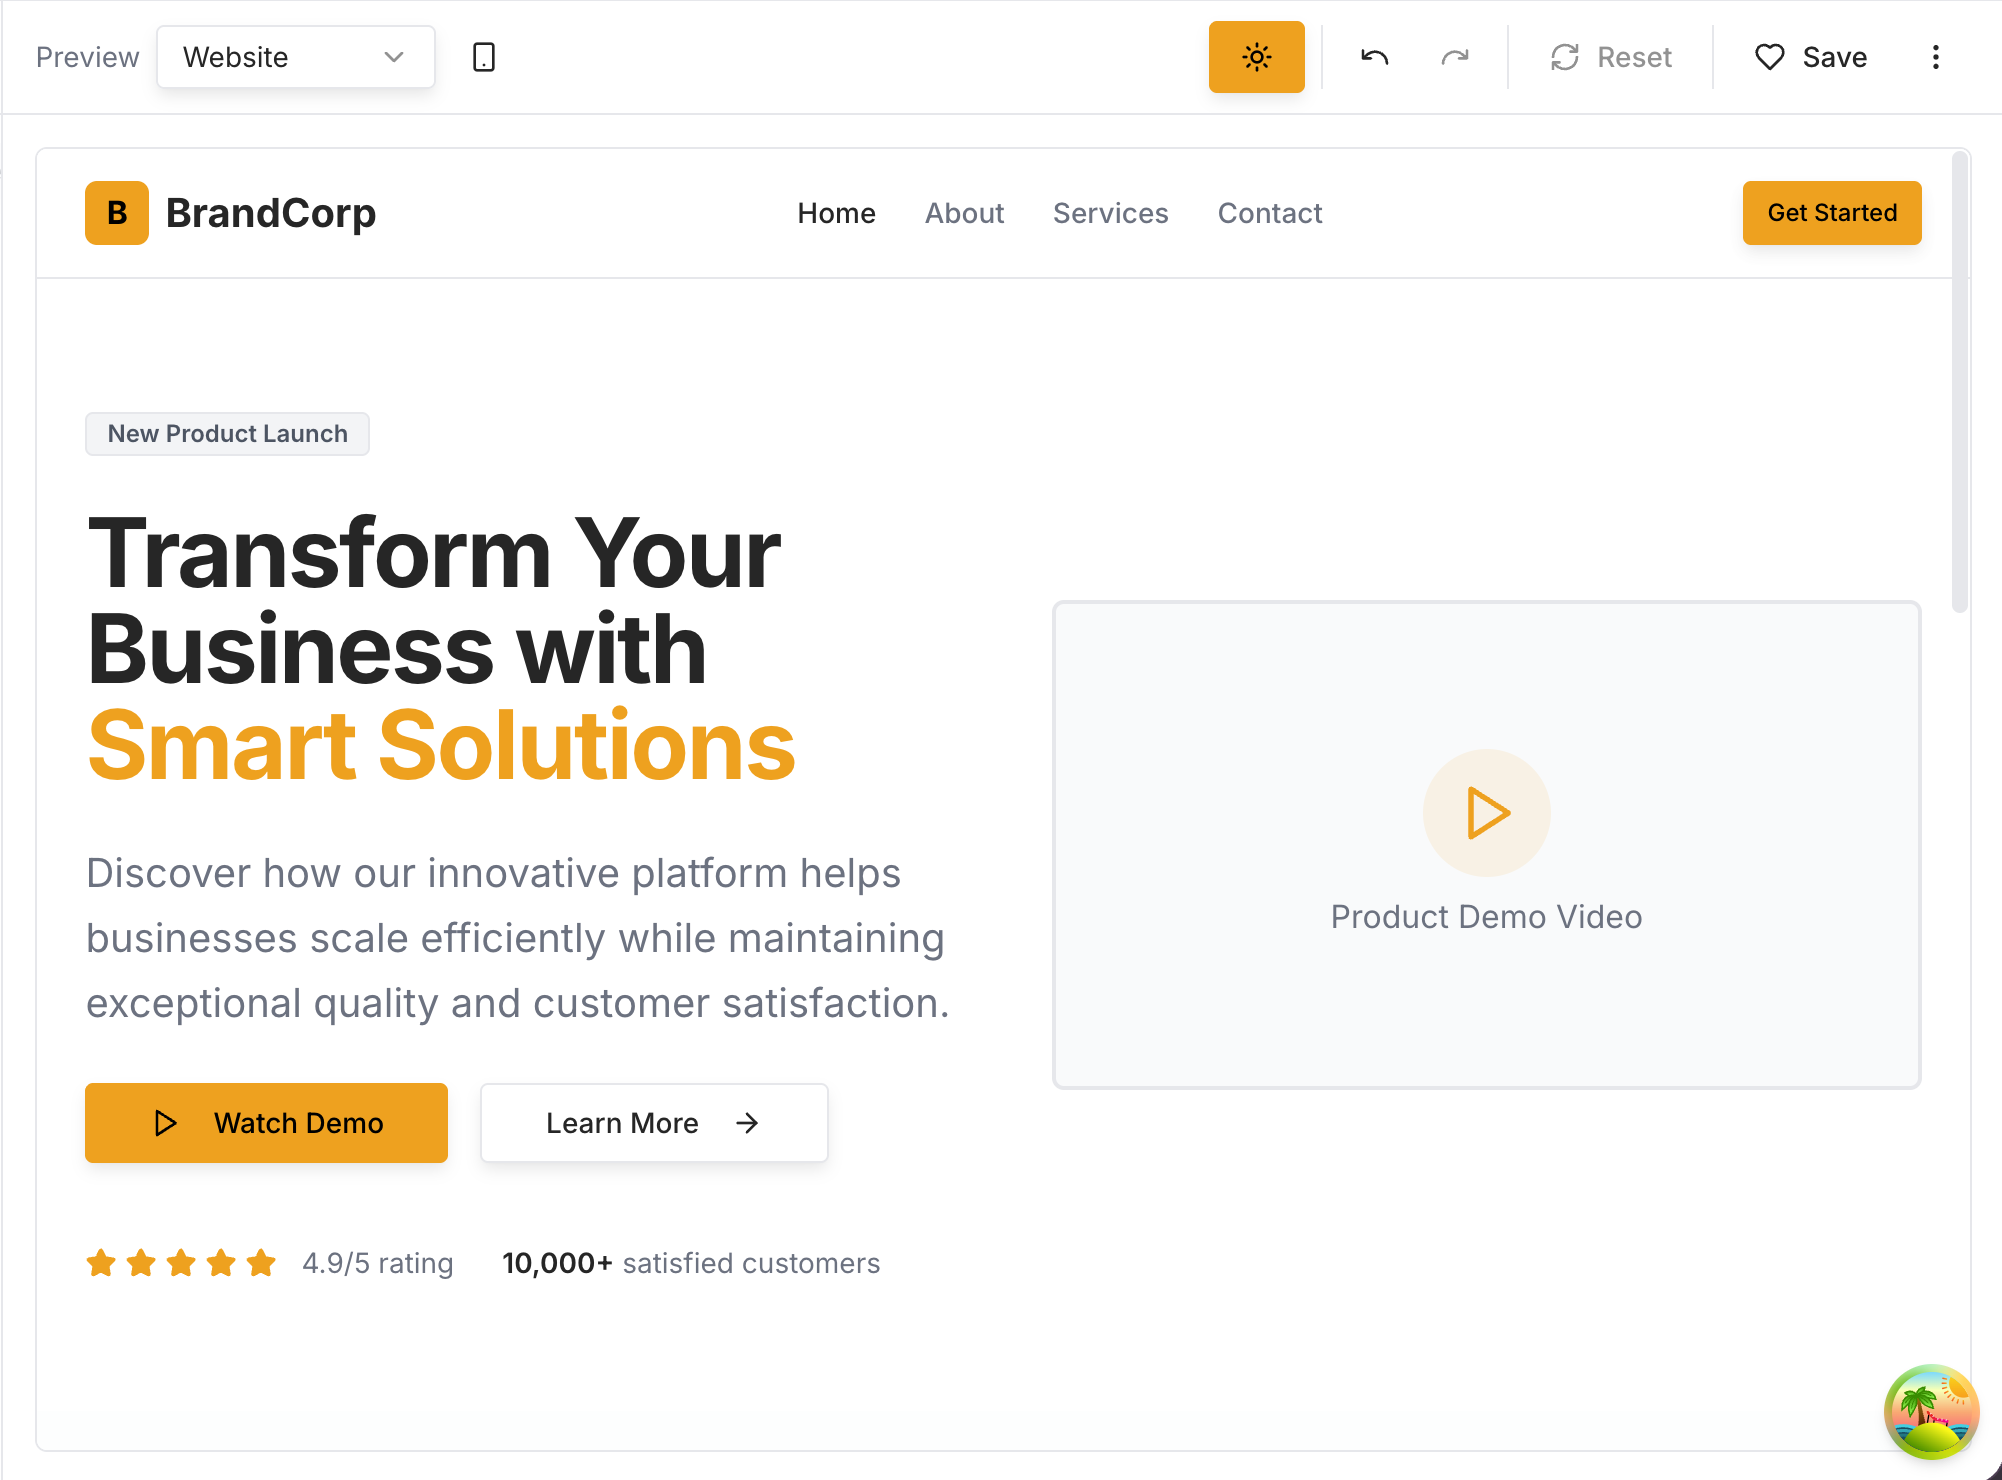 Preview
Website
Reset
Save
B
BrandCorp
Home
About
Services
Contact
Get Started
New Product Launch
Transform Your
Business with
Smart Solutions
Discover how our innovative platform helps
businesses scale efficiently while maintaining
exceptional quality and customer satisfaction.
Product Demo Video
Watch Demo
Learn More
4.9/5 rating
10,000+ satisfied customers